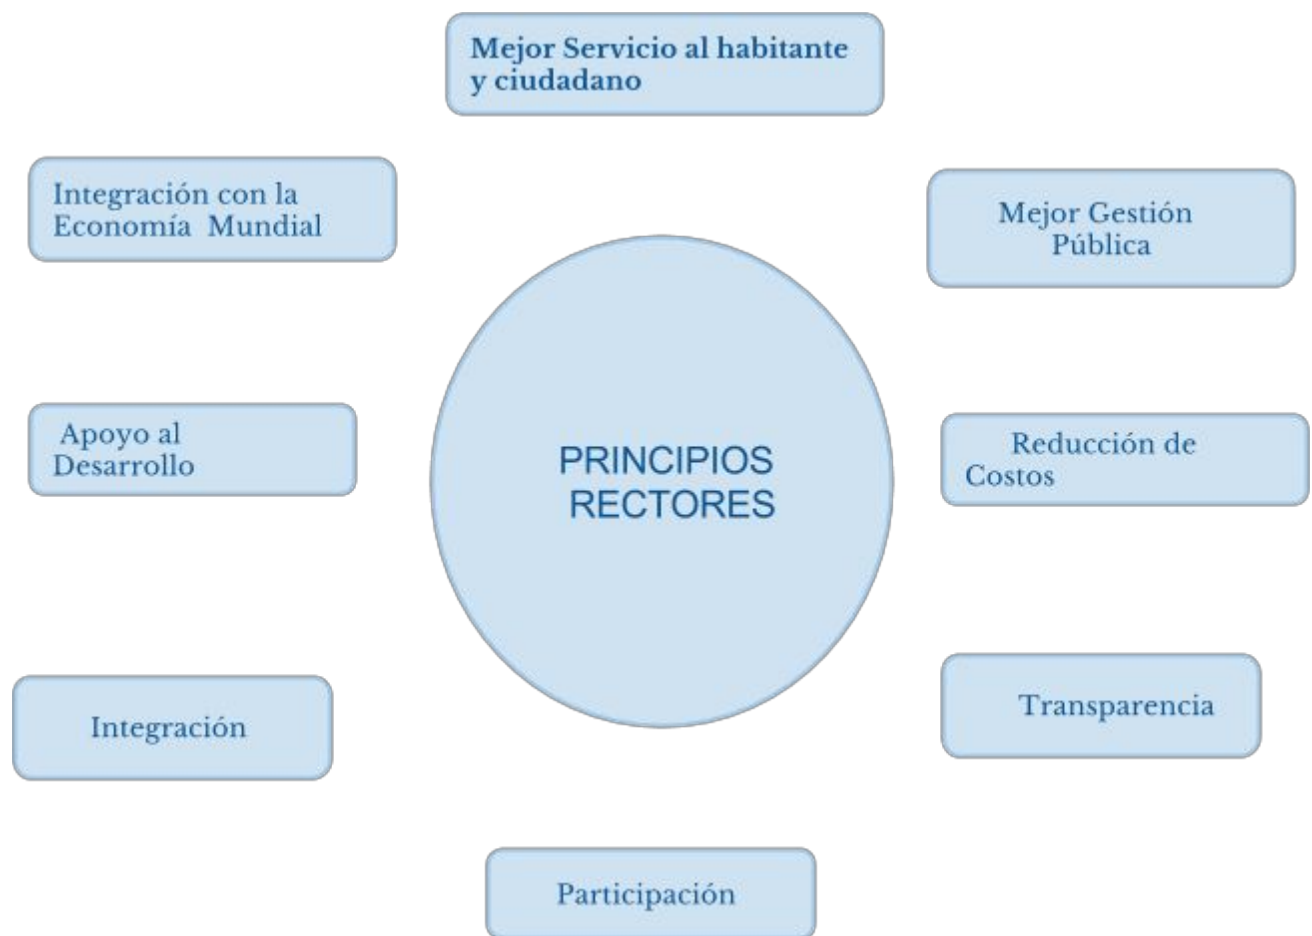 Mejor Servicio al habitante
y ciudadano
Integración con la
Economía Mundial
Mejor Gestión
Pública
Apoyo al
Desarrollo
PRINCIPIOS
RECTORES
Reducción de
Costos
Integración
Transparencia
Participación